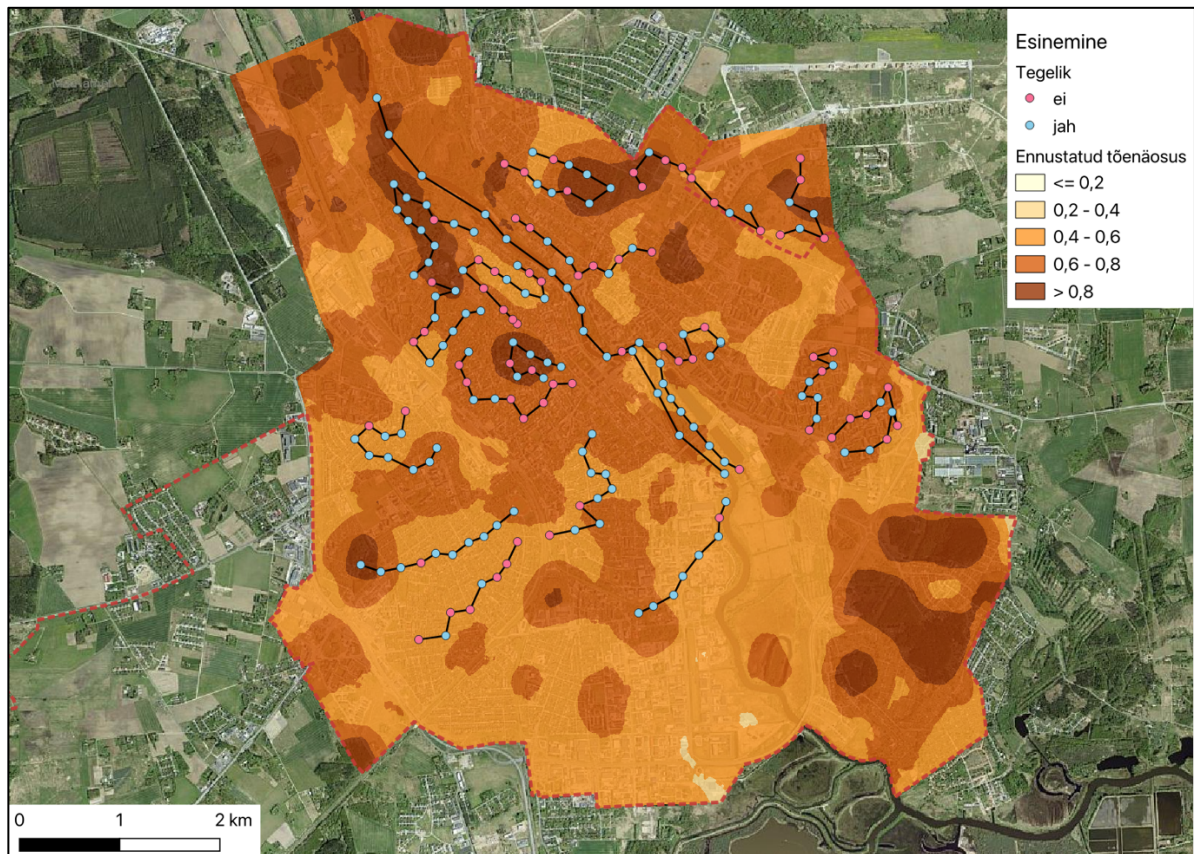 Esinemine
Tegelik
ei
jah
Ennustatud tõenäosus
<= 0,2
0,2 - 0,4
0,4 - 0,6
0,6 - 0,8
> 0,8
0 1 2 km